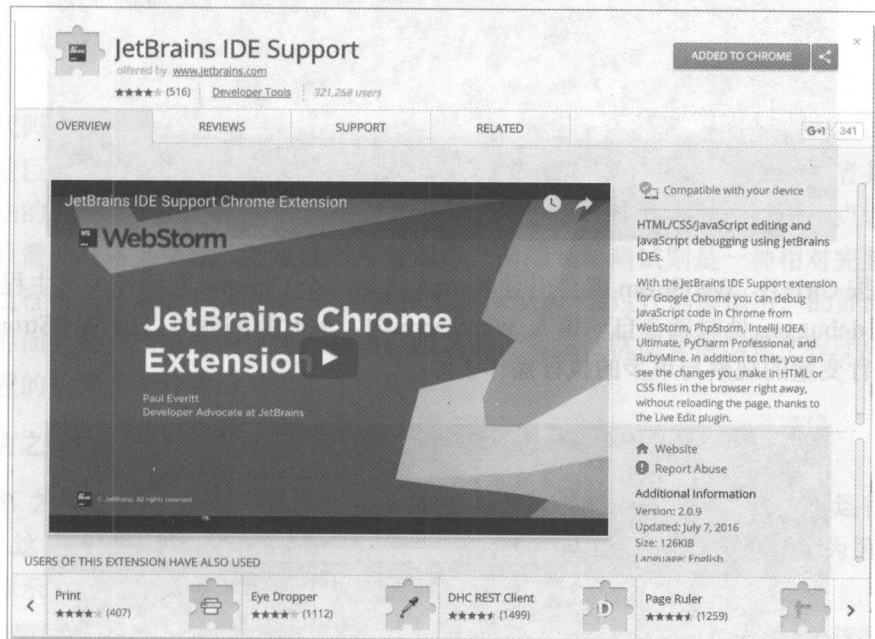 JetBrains IDE Support
offered by www.jetbrains.com
(516) Developer Tools 321,268 users
ADDED TO CHROME
OVERVIEW REVIEWS SUPPORT RELATED
G+1 341
JetBrains IDE Support Chrome Extension
WS WebStorm
JetBrains Chrome
Extension
Paul Everitt
Developer Advocate at JetBrains
© JetBrains. All rights reserved
Compatible with your device
HTML/CSS/JavaScript editing and
JavaScript debugging using JetBrains
IDEs.
With the JetBrains IDE Support extension
for Google Chrome you can debug
JavaScript code in Chrome from
WebStorm, PhpStorm, IntelliJ IDEA
Ultimate, PyCharm Professional, and
RubyMine. In addition to that, you can
see the changes you make in HTML or
CSS files in the browser right away,
without reloading the page, thanks to
the Live Edit plugin.
Website
Report Abuse
Additional Information
Version: 2.0.9
Updated: July 7, 2016
Size: 126KiB
Language: English
USERS OF THIS EXTENSION HAVE ALSO USED
Print
(407)
Eye Dropper
(1112)
DHC REST Client
(1499)
D
Page Ruler
(1259)